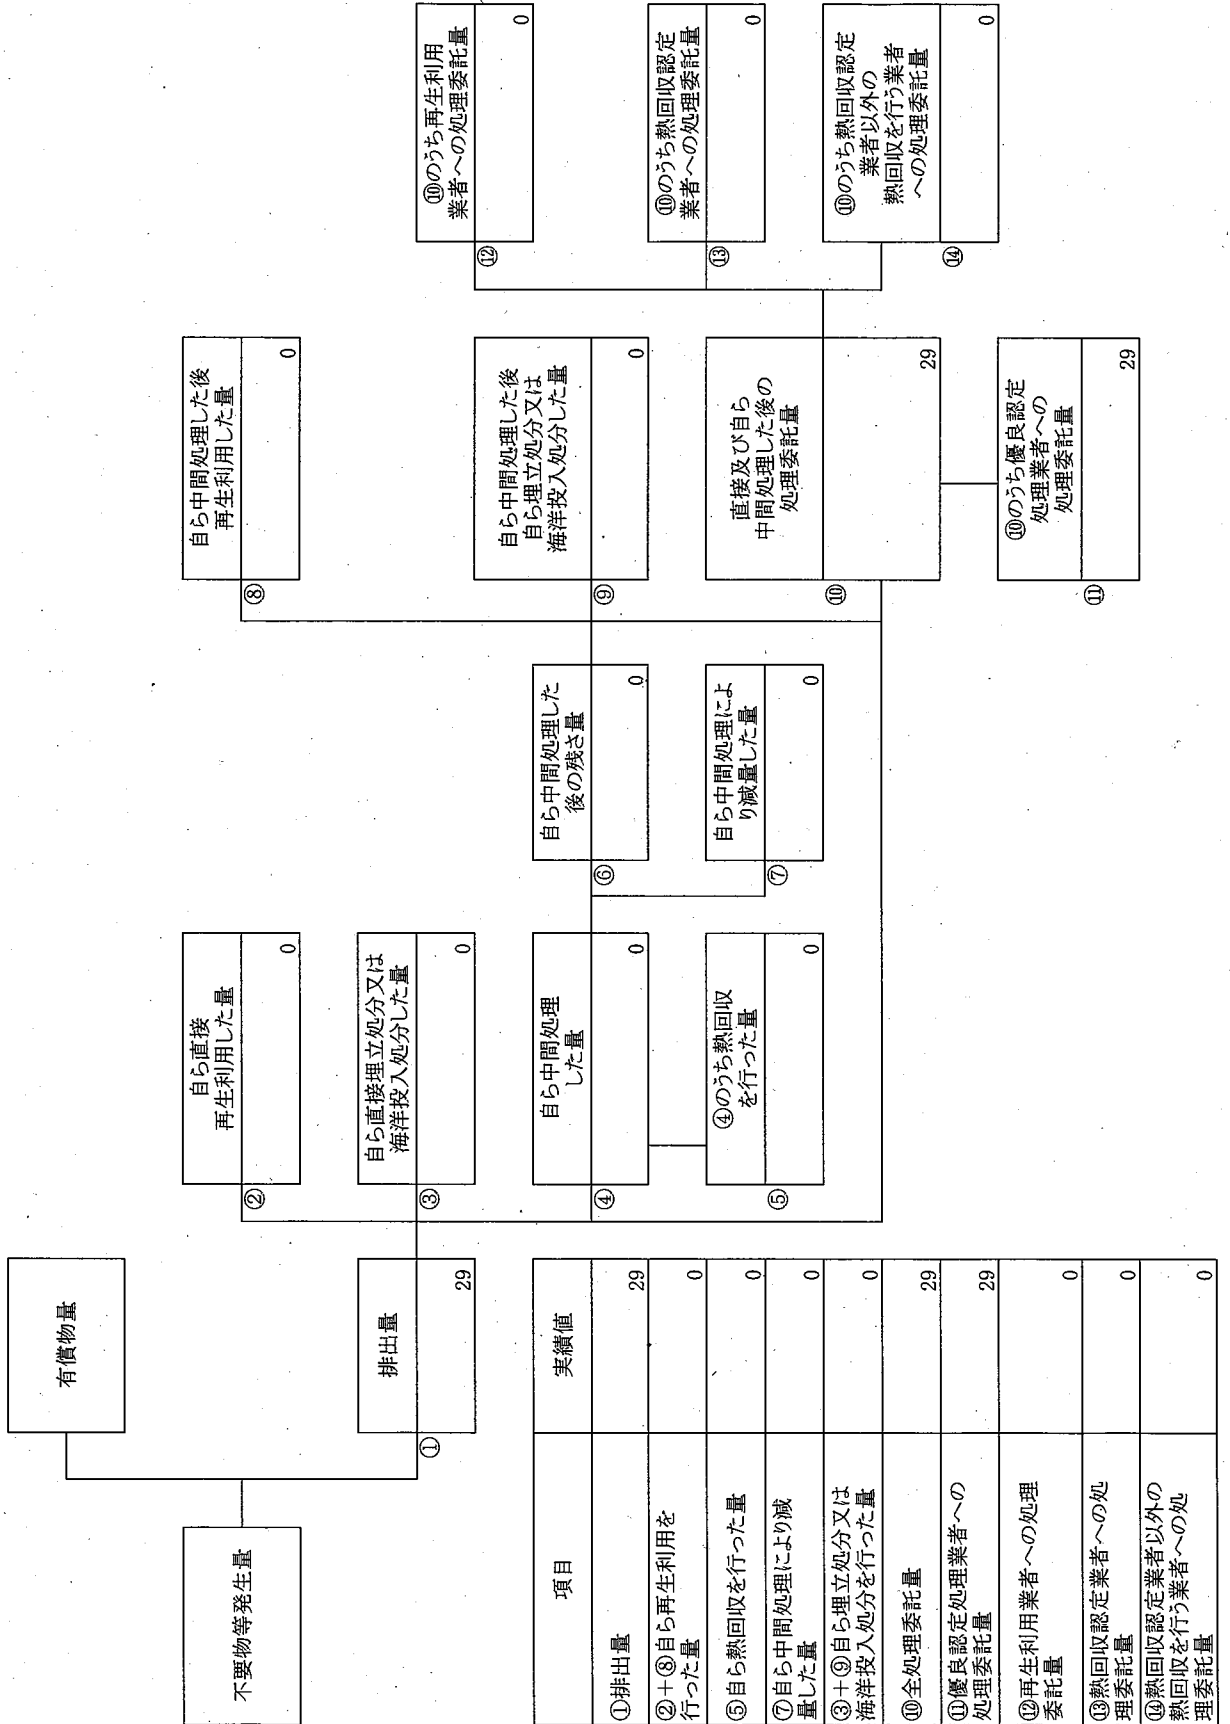 不要物等発生量
有償物量
排出量
①
29
自ら直接
再生利用した量
②
0
自ら直接埋立処分又は
海洋投入処分した量
③
0
自ら中間処理
した量
④
0
④のうち熱回収
を行った量
⑤
0
自ら中間処理した
後の残さ量
⑥
0
自ら中間処理によ
り減量した量
⑦
0
自ら中間処理した後
再生利用した量
⑧
0
自ら中間処理した後
自ら埋立処分又は
海洋投入処分した量
⑨
0
直接及び自ら
中間処理した後の
処理委託量
⑩
29
⑩のうち優良認定
処理業者への
処理委託量
⑪
29
⑩のうち再生利用
業者への処理委託量
⑫
0
⑩のうち熱回収認定
業者への処理委託量
⑬
0
⑩のうち熱回収認定
業者以外の
熱回収を行う業者
への処理委託量
⑭
0
項目 実績値
①排出量 29
②+⑧自ら再生利用を
行った量 0
⑤自ら熱回収を行った量 0
⑦自ら中間処理により減
量した量 0
③+⑨自ら埋立処分又は
海洋投入処分を行った量 0
⑩全処理委託量 29
⑪優良認定処理業者への
処理委託量 29
⑫再生利用業者への処理
委託量 0
⑬熱回収認定業者への処
理委託量 0
⑭熱回収認定業者以外の
熱回収を行う業者への処
理委託量 0